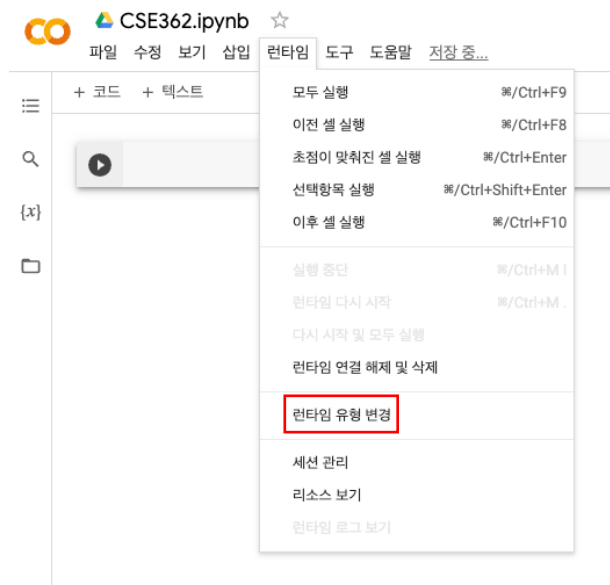 CSE362.ipynb
파일 수정 보기 삽입 런타임 도구 도움말 저장 중...
+ 코드 + 텍스트
모두 실행 ⌘/Ctrl+F9
이전 셀 실행 ⌘/Ctrl+F8
초점이 맞춰진 셀 실행 ⌘/Ctrl+Enter
선택항목 실행 ⌘/Ctrl+Shift+Enter
{x}
이후 셀 실행 ⌘/Ctrl+F10
실행 중단 ⌘/Ctrl+M I
런타임 다시 시작 ⌘/Ctrl+M .
다시 시작 및 모두 실행
런타임 연결 해제 및 삭제
런타임 유형 변경
세션 관리
리소스 보기
런타임 로그 보기